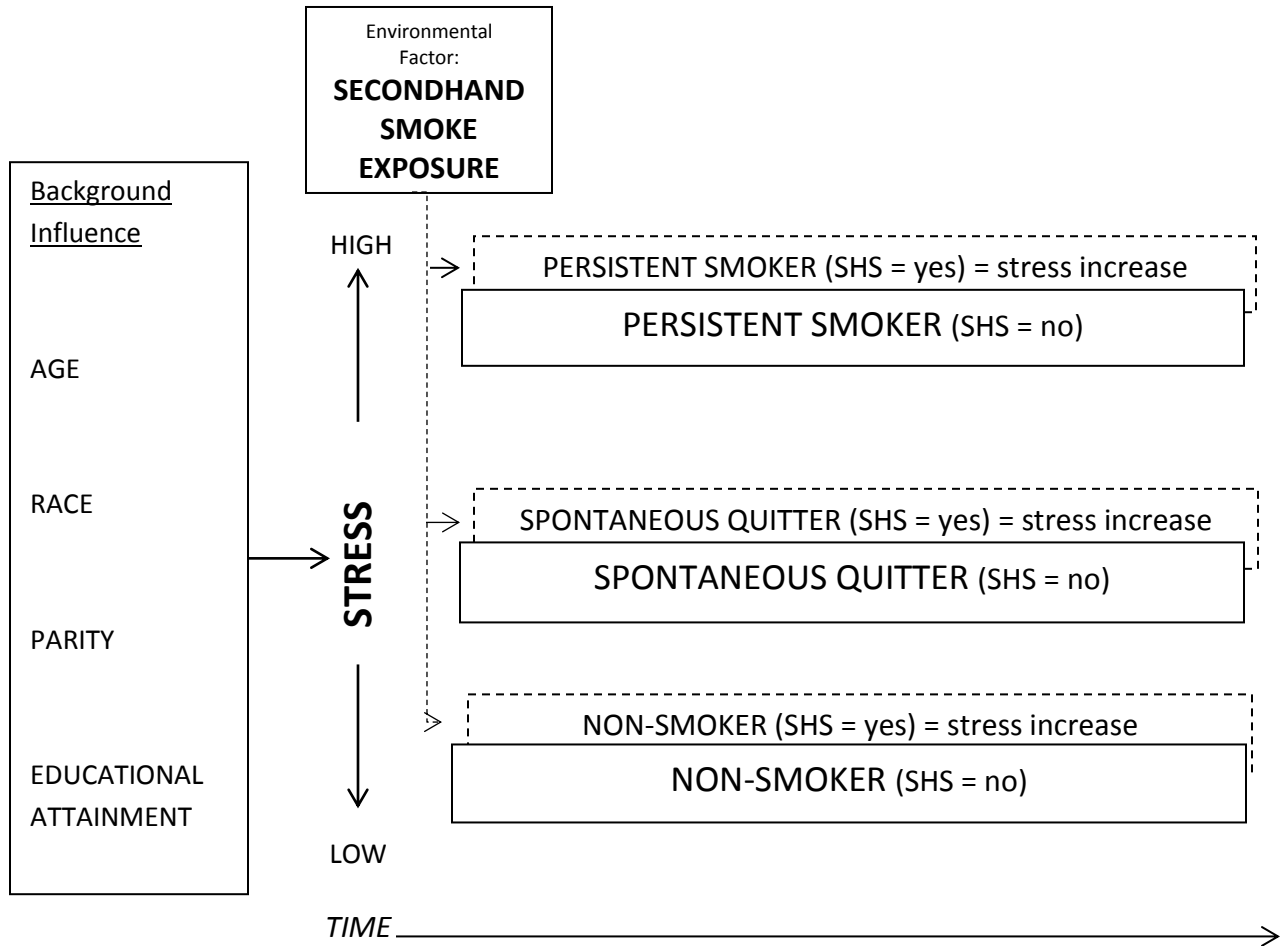 Environmental
Factor:
SECONDHAND
SMOKE
EXPOSURE
Background
Influence
AGE
RACE
PARITY
EDUCATIONAL
ATTAINMENT
HIGH
STRESS
LOW
PERSISTENT SMOKER (SHS = yes) = stress increase
PERSISTENT SMOKER (SHS = no)
SPONTANEOUS QUITTER (SHS = yes) = stress increase
SPONTANEOUS QUITTER (SHS = no)
NON-SMOKER (SHS = yes) = stress increase
NON-SMOKER (SHS = no)
TIME